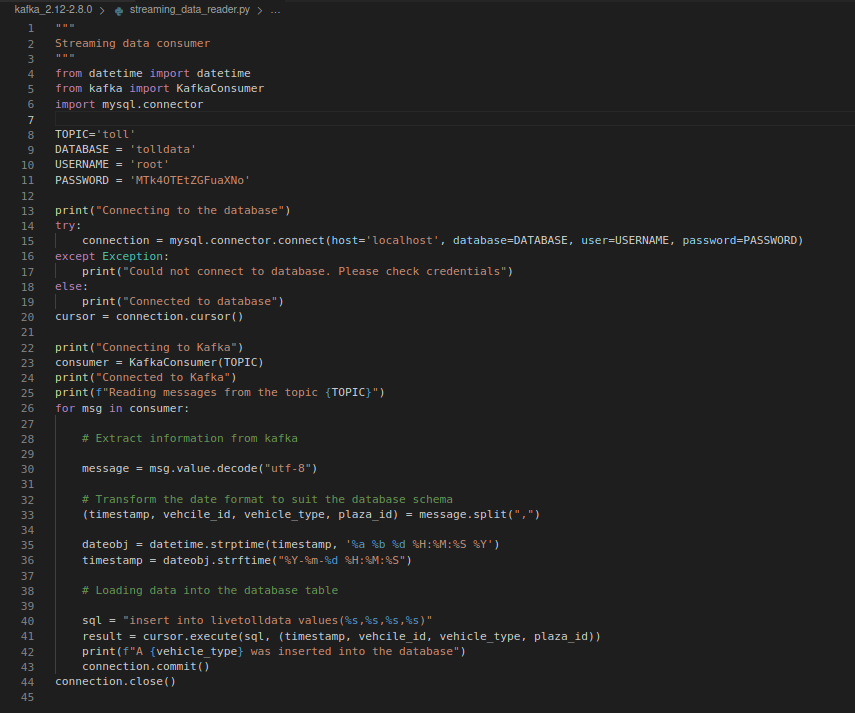 kafka_2.12-2.8.0 > streaming_data_reader.py > ...
1 """
2 Streaming data consumer
3 """
4 from datetime import datetime
5 from kafka import KafkaConsumer
6 import mysql.connector
7
8 TOPIC='toll'
9 DATABASE = 'tolldata'
10 USERNAME = 'root'
11 PASSWORD = 'MTk4OTEtZGFuaXNo'
12
13 print("Connecting to the database")
14 try:
15     connection = mysql.connector.connect(host='localhost', database=DATABASE, user=USERNAME, password=PASSWORD)
16 except Exception:
17     print("Could not connect to database. Please check credentials")
18 else:
19     print("Connected to database")
20 cursor = connection.cursor()
21
22 print("Connecting to Kafka")
23 consumer = KafkaConsumer(TOPIC)
24 print("Connected to Kafka")
25 print(f"Reading messages from the topic {TOPIC}")
26 for msg in consumer:
27
28     # Extract information from kafka
29
30     message = msg.value.decode("utf-8")
31
32     # Transform the date format to suit the database schema
33     (timestamp, vehcile_id, vehicle_type, plaza_id) = message.split(",")
34
35     dateobj = datetime.strptime(timestamp, '%a %b %d %H:%M:%S %Y')
36     timestamp = dateobj.strftime("%Y-%m-%d %H:%M:%S")
37
38     # Loading data into the database table
39
40     sql = "insert into livetolldata values(%s,%s,%s,%s)"
41     result = cursor.execute(sql, (timestamp, vehcile_id, vehicle_type, plaza_id))
42     print(f"A {vehicle_type} was inserted into the database")
43     connection.commit()
44 connection.close()
45